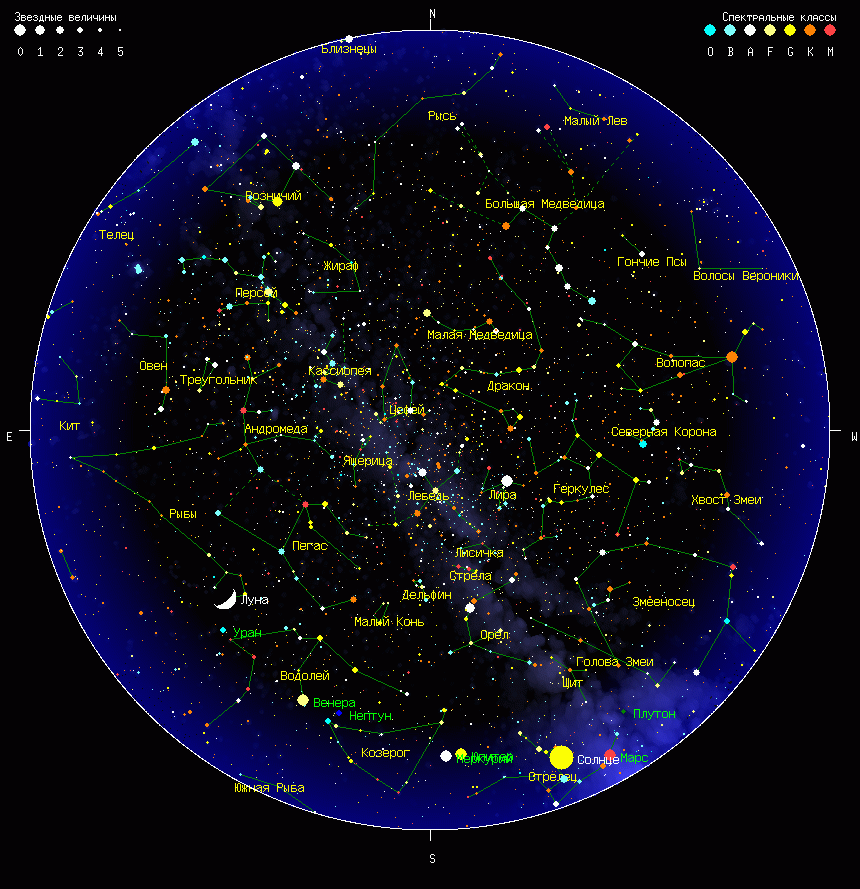 Звездные величины
0 1 2 3 4 5
N
Спектральные классы
O B A F G K M
Близнецы
Рысь
Малый Лев
Возничий
Большая Медведица
Телец
Жираф
Гончие Псы
Волосы Вероники
Персей
Малая Медведица
Овен
Треугольник
Кассиопея
Дракон
Волопас
Цефей
Кит
Андромеда
Северная Корона
E
W
Ящерица
Лебедь
Лира
Геркулес
Хвост Змеи
Рыбы
Пегас
Лисичка
Стрела
Дельфин
Луна
Змееносец
Малый Конь
Уран
Орел
Голова Змеи
Водолей
Щит
Венера
Нептун
Плутон
Козерог
Меркурий
Юпитер
Солнце
Марс
Стрелец
Южная Рыба
S